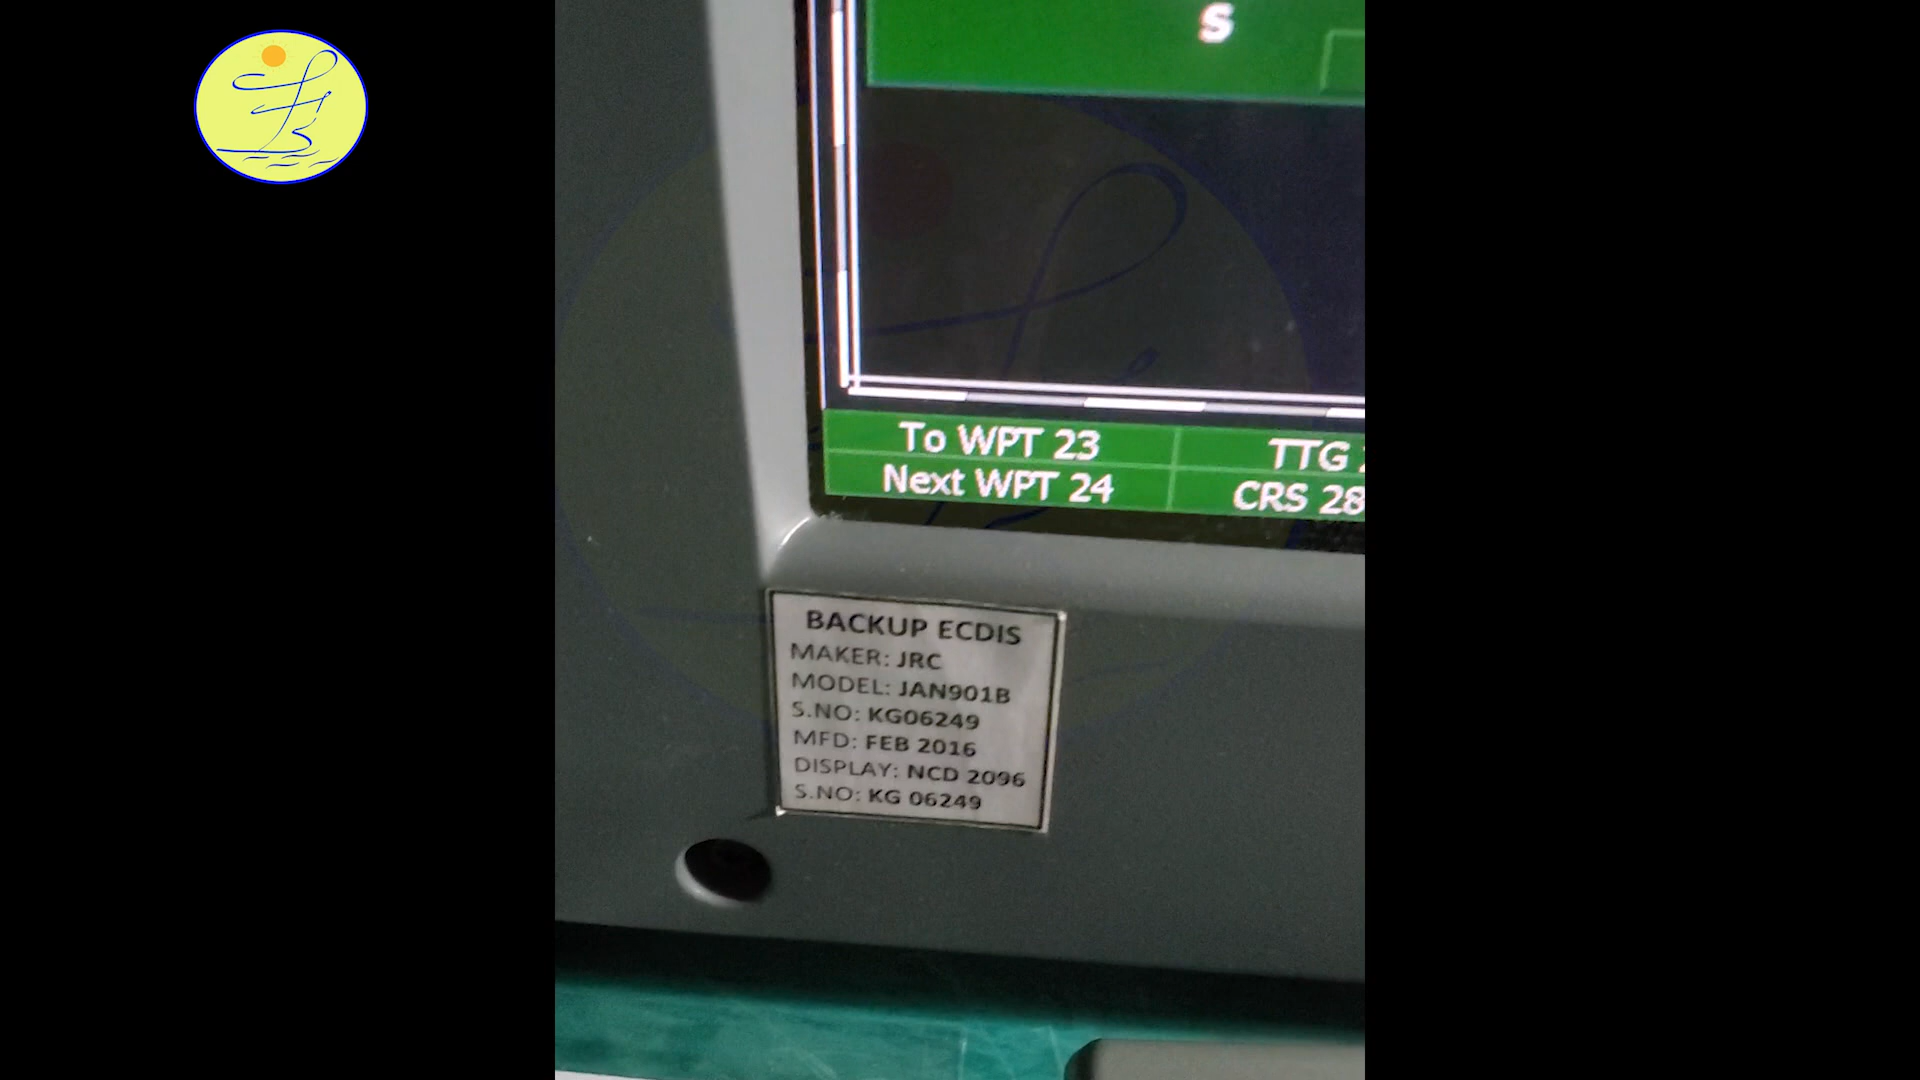 S
To WPT 23
TTG
Next WPT 24
CRS 28
BACKUP ECDIS
MAKER: JRC
MODEL: JAN901B
S.NO: KG06249
MFD: FEB 2016
DISPLAY: NCD 2096
S.NO: KG 06249